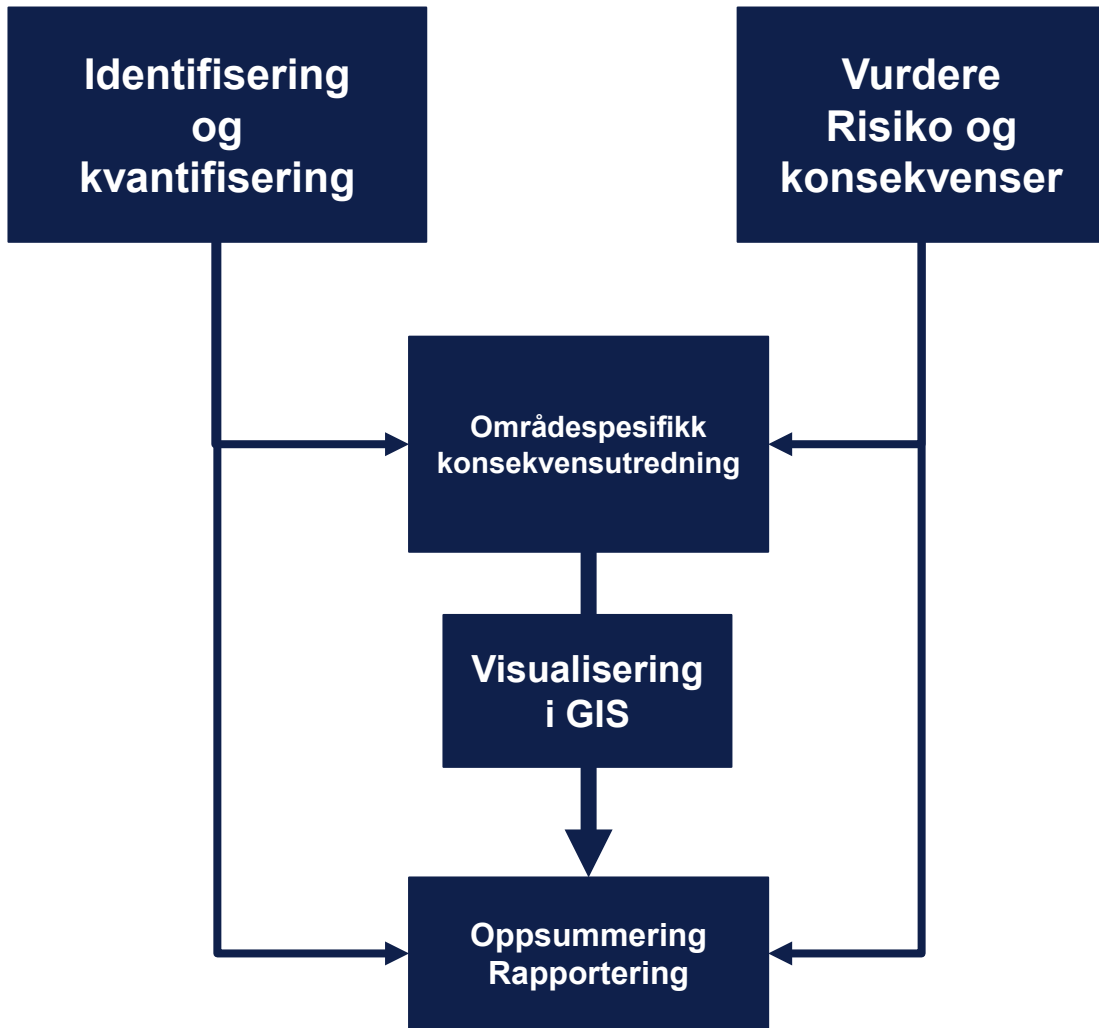 Identifisering
og
kvantifisering
Vurdere
Risiko og
konsekvenser
Områdespesifikk
konsekvensutredning
Visualisering
i GIS
Oppsummering
Rapportering